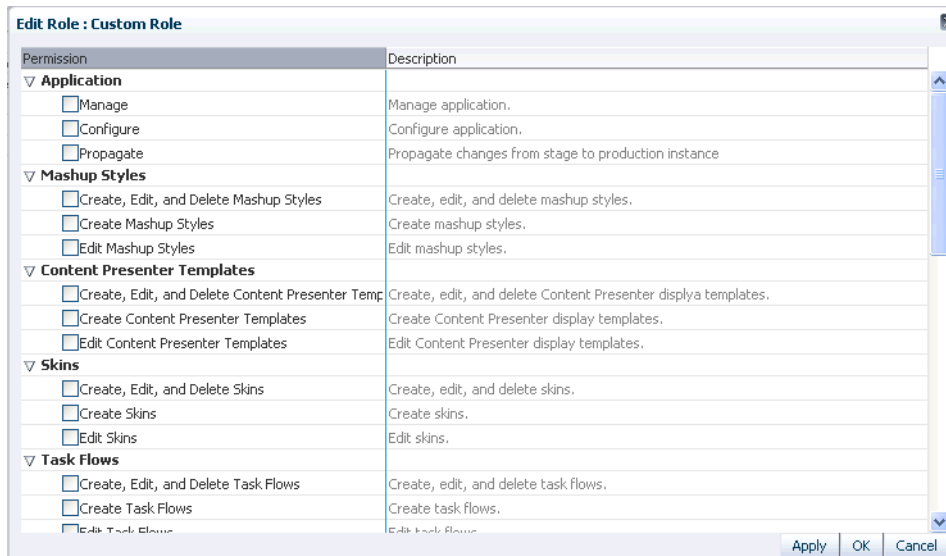 Edit Role : Custom Role
Permission Description
Application
Manage Manage application.
Configure Configure application.
Propagate Propagate changes from stage to production instance
Mashup Styles
Create, Edit, and Delete Mashup Styles Create, edit, and delete mashup styles.
Create Mashup Styles Create mashup styles.
Edit Mashup Styles Edit mashup styles.
Content Presenter Templates
Create, Edit, and Delete Content Presenter Temp Create, edit, and delete Content Presenter displya templates.
Create Content Presenter Templates Create Content Presenter display templates.
Edit Content Presenter Templates Edit Content Presenter display templates.
Skins
Create, Edit, and Delete Skins Create, edit, and delete skins.
Create Skins Create skins.
Edit Skins Edit skins.
Task Flows
Create, Edit, and Delete Task Flows Create, edit, and delete task flows.
Create Task Flows Create task flows.
Edit Task Flows Edit task flows
Apply OK Cancel